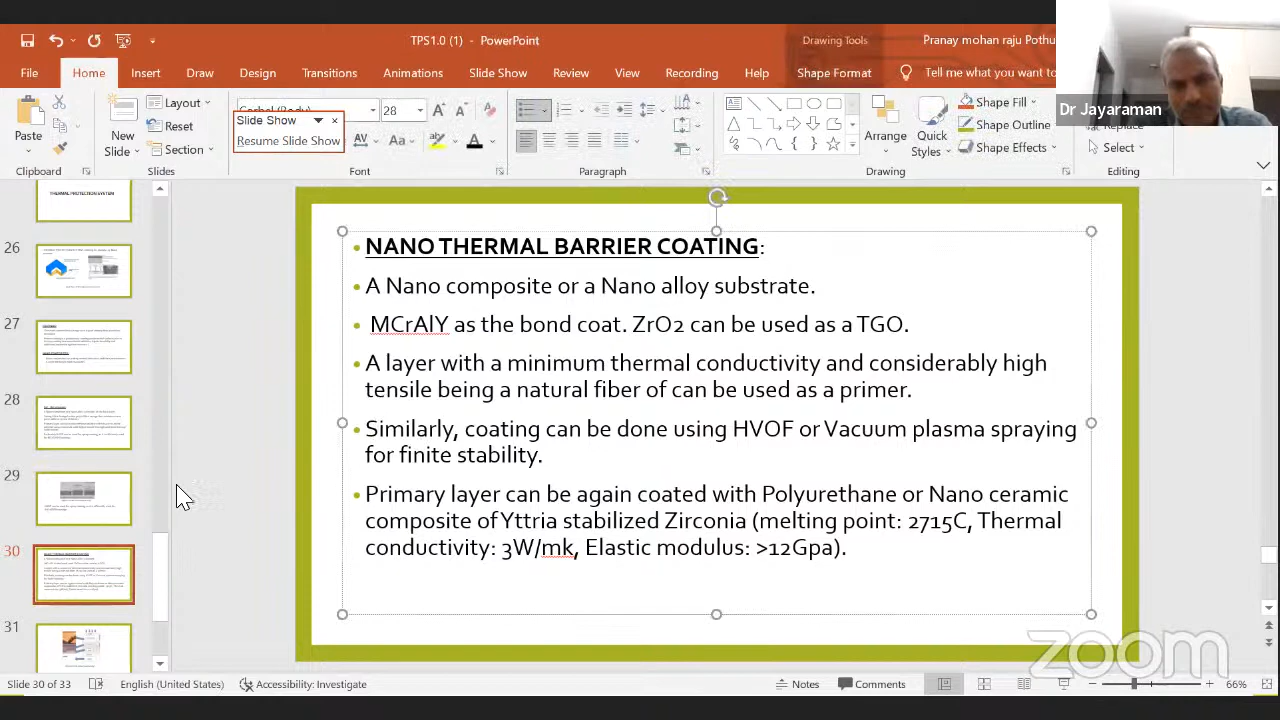 TPS1.0 (1) - PowerPoint
Drawing Tools
Pranay mohan raju Pothu
File Home Insert Draw Design Transitions Animations Slide Show Review View Recording Help Shape Format Tell me what you want to
Dr Jayaraman
Paste
New
Slide
Layout
Reset
Section
28
Slide Show
Resume Slide Show
Aa
Arrange
Quick
Styles
Shape Fill
Shape Outline
Shape Effects
Select
Clipboard Slides Font Paragraph Drawing Editing
THERMAL PROTECTION SYSTEM
26
27
28
29
30
31
NANO THERMAL BARRIER COATING:
A Nano composite or a Nano alloy substrate.
MCrAlY as the bond coat. ZrO2 can be used as a TGO.
A layer with a minimum thermal conductivity and considerably high
tensile being a natural fiber of can be used as a primer.
Similarly, coating can be done using HVOF or Vacuum plasma spraying
for finite stability.
Primary layer can be again coated with Polyurethane or Nano ceramic
composite of Yttria stabilized Zirconia (melting point: 2715C, Thermal
conductivity: 3W/mk, Elastic modulus: >12Gpa).
zoom
Slide 30 of 33 English (United States) Accessibility: Investigate Notes Comments 66%